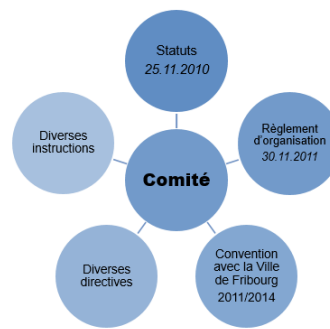 Statuts
25.11.2010
Diverses
instructions
Règlement
d'organisation
30.11.2011
Comité
Diverses
directives
Convention
avec la Ville
de Fribourg
2011/2014